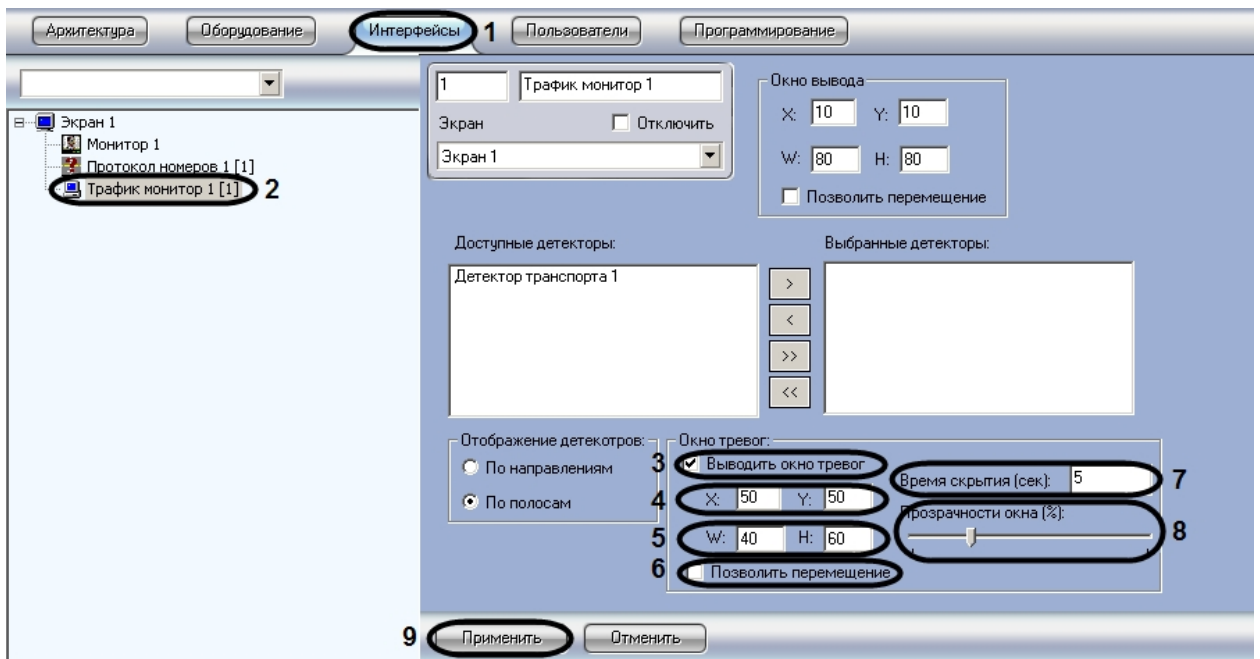 Архитектура Оборудование Интерфейсы 1 Пользователи Программирование
Экран 1
Монитор 1
Протокол номеров 1 [1]
Трафик монитор 1 [1] 2
1 Трафик монитор 1
Экран Отключить
Экран 1
Окно вывода
X: 10 Y: 10
W: 80 H: 80
Позволить перемещение
Доступные детекторы:
Детектор транспорта 1
>
<
>>
<<
Выбранные детекторы:
Отображение детекотров:
По направлениям
По полосам
Окно тревог:
3 Выводить окно тревог
4 X: 50 Y: 50
5 W: 40 H: 60
6 Позволить перемещение
Время скрытия (сек): 5 7
Прозрачности окна (%):
8
9 Применить Отменить